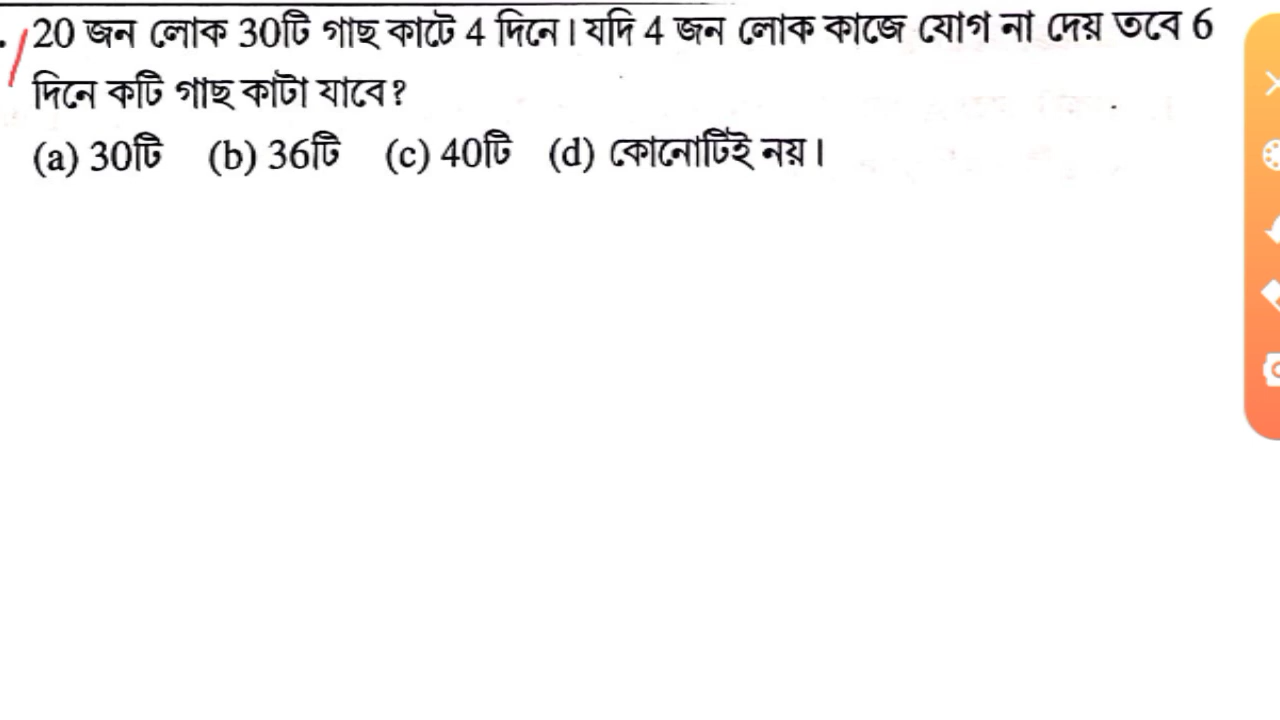 20 জন লোক 30টি গাছ কাটে 4 দিনে। যদি 4 জন লোক কাজে যোগ না দেয় তবে 6
দিনে কটি গাছ কাটা যাবে?
(a) 30টি (b) 36টি (c) 40টি (d) কোনোটিই নয়।